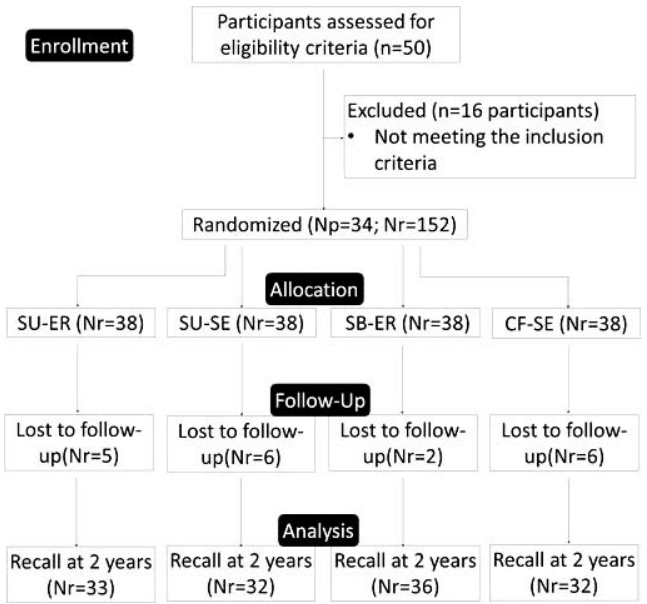 Participants assessed for
eligibility criteria (n=50)
Enrollment
Excluded (n=16 participants)
• Not meeting the inclusion
criteria
Randomized (Np=34; Nr=152)
Allocation
SU-ER (Nr=38)
SU-SE (Nr=38)
SB-ER (Nr=38)
CF-SE (Nr=38)
Follow-Up
Lost to follow-
up(Nr=5)
Lost to follow-
up(Nr=6)
Lost to follow-
up(Nr=2)
Lost to follow-
up(Nr=6)
Analysis
Recall at 2 years
(Nr=33)
Recall at 2 years
(Nr=32)
Recall at 2 years
(Nr=36)
Recall at 2 years
(Nr=32)